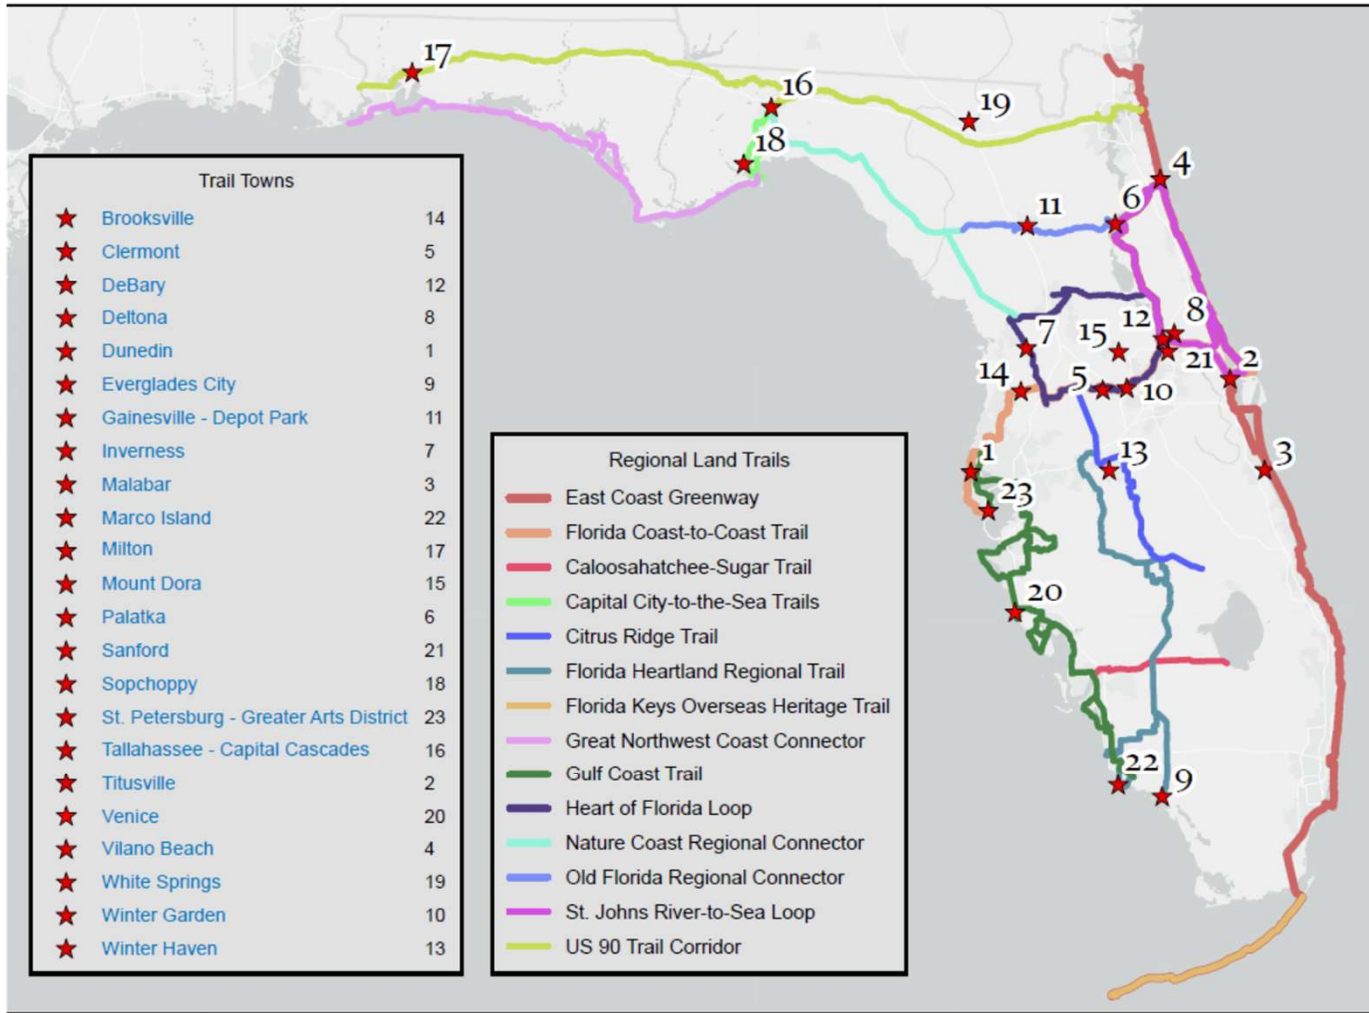 17
16
19
18
4
6
11
12
8
15
7
21
2
14
5
10
1
13
3
23
20
22
9
Trail Towns
Brooksville 14
Clermont 5
DeBary 12
Deltona 8
Dunedin 1
Everglades City 9
Gainesville - Depot Park 11
Inverness 7
Malabar 3
Marco Island 22
Milton 17
Mount Dora 15
Palatka 6
Sanford 21
Sopchoppy 18
St. Petersburg - Greater Arts District 23
Tallahassee - Capital Cascades 16
Titusville 2
Venice 20
Vilano Beach 4
White Springs 19
Winter Garden 10
Winter Haven 13
Regional Land Trails
East Coast Greenway
Florida Coast-to-Coast Trail
Caloosahatchee-Sugar Trail
Capital City-to-the-Sea Trails
Citrus Ridge Trail
Florida Heartland Regional Trail
Florida Keys Overseas Heritage Trail
Great Northwest Coast Connector
Gulf Coast Trail
Heart of Florida Loop
Nature Coast Regional Connector
Old Florida Regional Connector
St. Johns River-to-Sea Loop
US 90 Trail Corridor